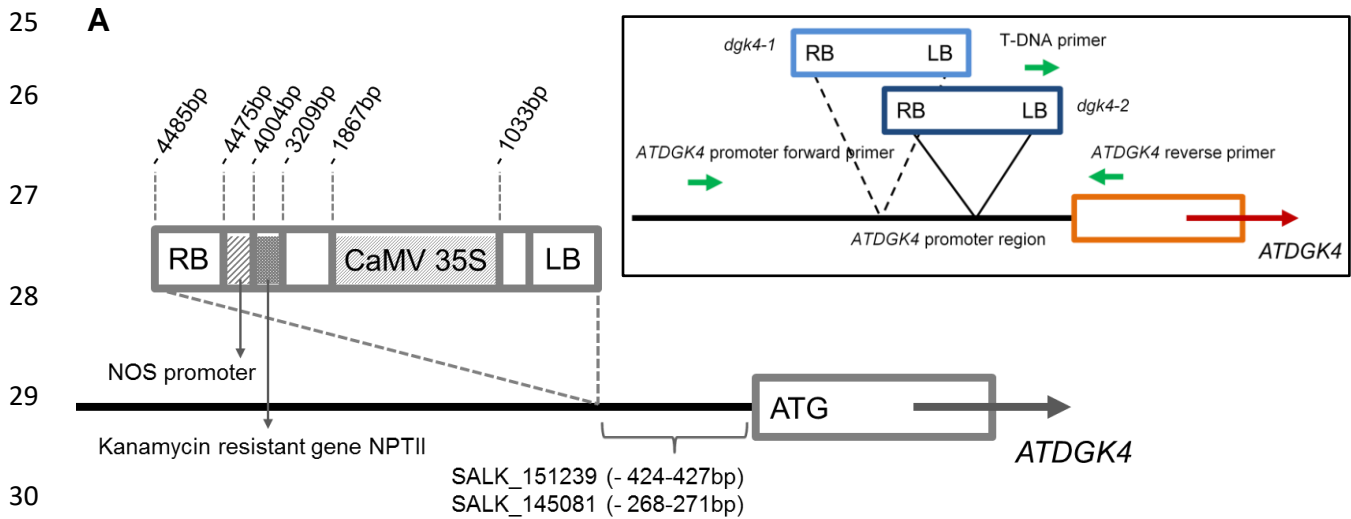 25
A
26
27
28
29
30
4485bp
4475bp
4004bp
3209bp
1867bp
1033bp
RB
CaMV 35S
LB
NOS promoter
Kanamycin resistant gene NPTII
ATG
ATDGK4
SALK_151239 (- 424-427bp)
SALK_145081 (- 268-271bp)
dgk4-1
RB
LB
T-DNA primer
RB
LB
dgk4-2
ATDGK4 promoter forward primer
ATDGK4 reverse primer
ATDGK4 promoter region
ATDGK4